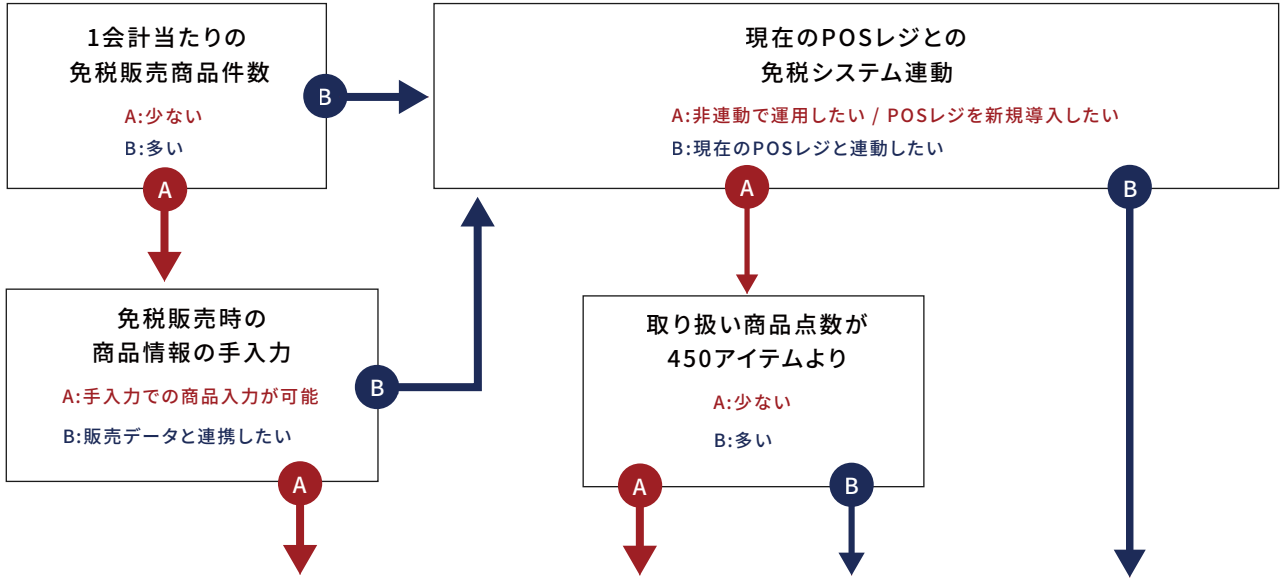 1会計当たりの
免税販売商品件数
A:少ない
B:多い
B
A
現在のPOSレジとの
免税システム連動
A:非連動で運用したい / POSレジを新規導入したい
B:現在のPOSレジと連動したい
A
B
免税販売時の
商品情報の手入力
A:手入力での商品入力が可能
B:販売データと連携したい
B
A
取り扱い商品点数が
450アイテムより
A:少ない
B:多い
A
B